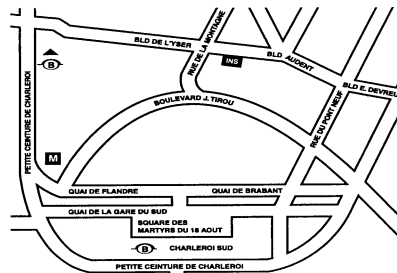 BLD DE L'YSER
RUE DE LA MONTAGNE
INS
BLD AUDENT
BLD E. DEVREU
B
BOULEVARD J. TIROU
RUE DU PONT NEUF
PETITE CEINTURE DE CHARLEROI
M
QUAI DE FLANDRE
QUAI DE BRABANT
QUAI DE LA GARE DU SUD
SQUARE DES
MARTYRS DU 18 AOUT
B
CHARLEROI SUD
PETITE CEINTURE DE CHARLEROI